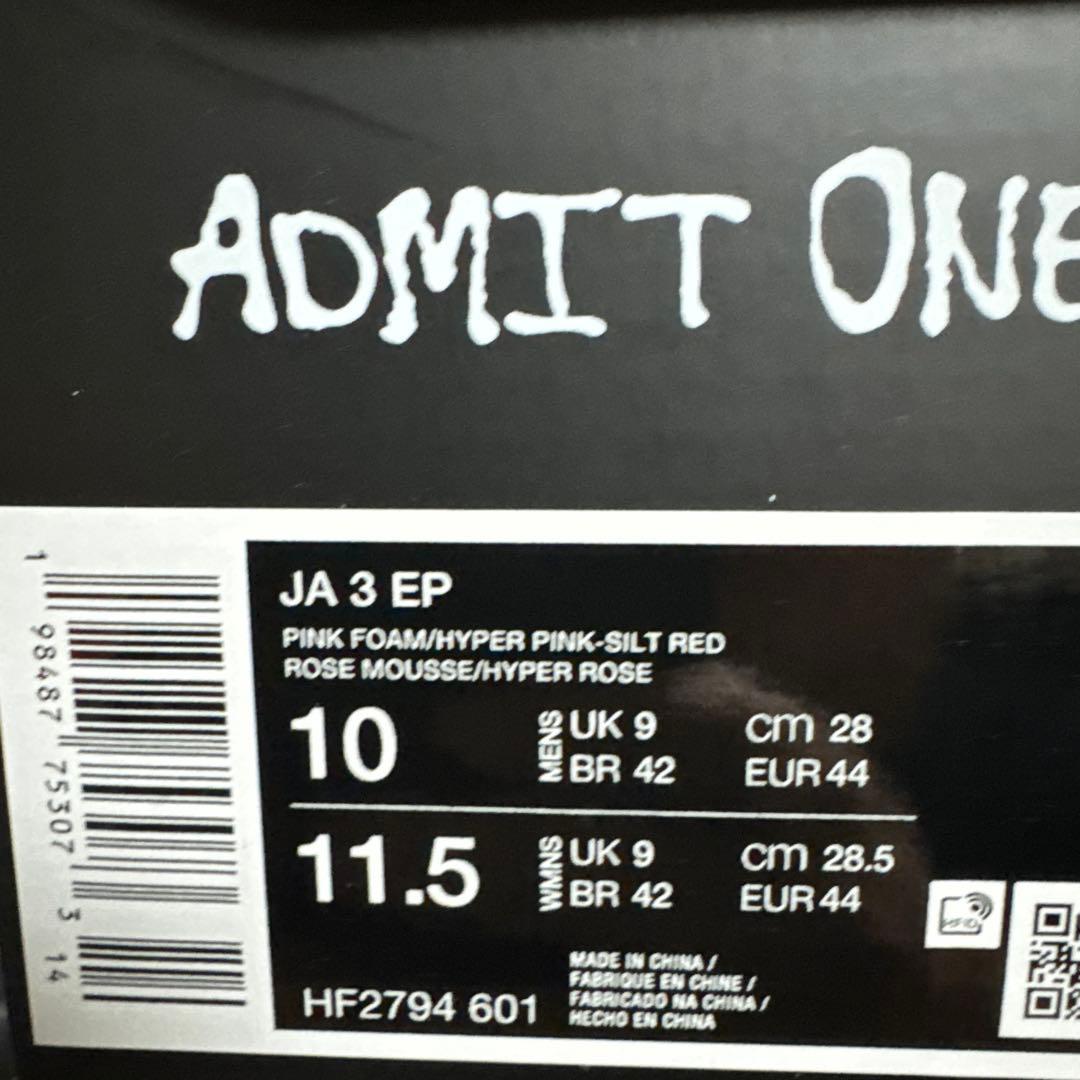 ADMIT ONE
JA 3 EP
PINK FOAM/HYPER PINK-SILT RED
ROSE MOUSSE/HYPER ROSE
10 MENS UK 9 cm 28
BR 42 EUR 44
11.5 WMNS UK 9 cm 28.5
BR 42 EUR 44
HF2794 601
MADE IN CHINA /
FABRIQUE EN CHINE /
FABRICADO NA CHINA /
HECHO EN CHINA
1 98487 75307 3 14
RFID